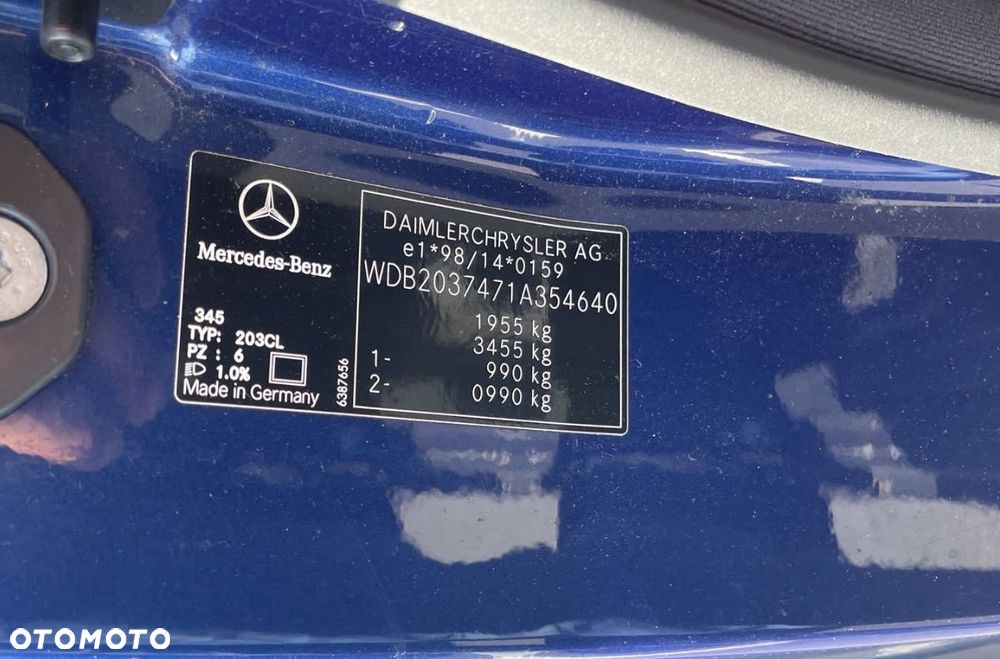 Mercedes-Benz
345
TYP: 203CL
PZ : 6
1.0%
Made in Germany
6387656
DAIMLERCHRYSLER AG
e1*98/14*0159
WDB2037471A354640
1955 kg
3455 kg
1- 990 kg
2- 0990 kg
OTOMOTO